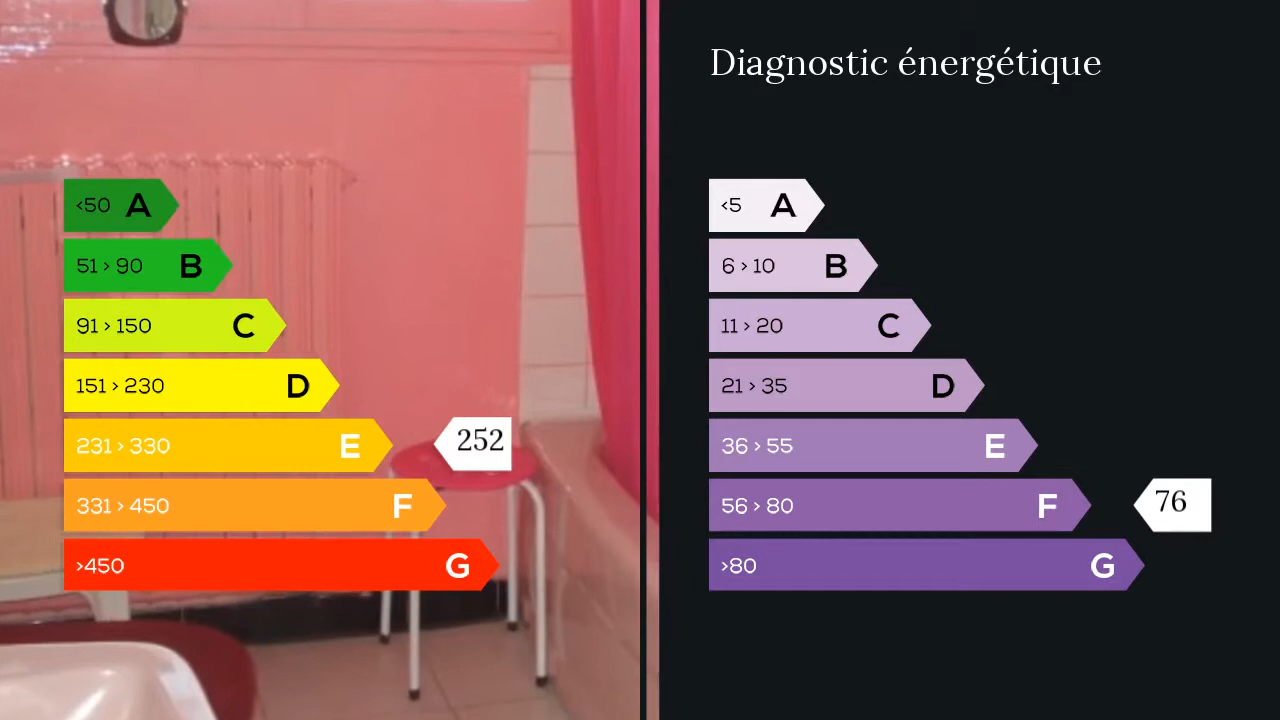 Diagnostic énergétique
<50 A
51 > 90 B
91 > 150 C
151 > 230 D
231 > 330 E
252
331 > 450 F
>450 G
<5 A
6 > 10 B
11 > 20 C
21 > 35 D
36 > 55 E
56 > 80 F
76
>80 G